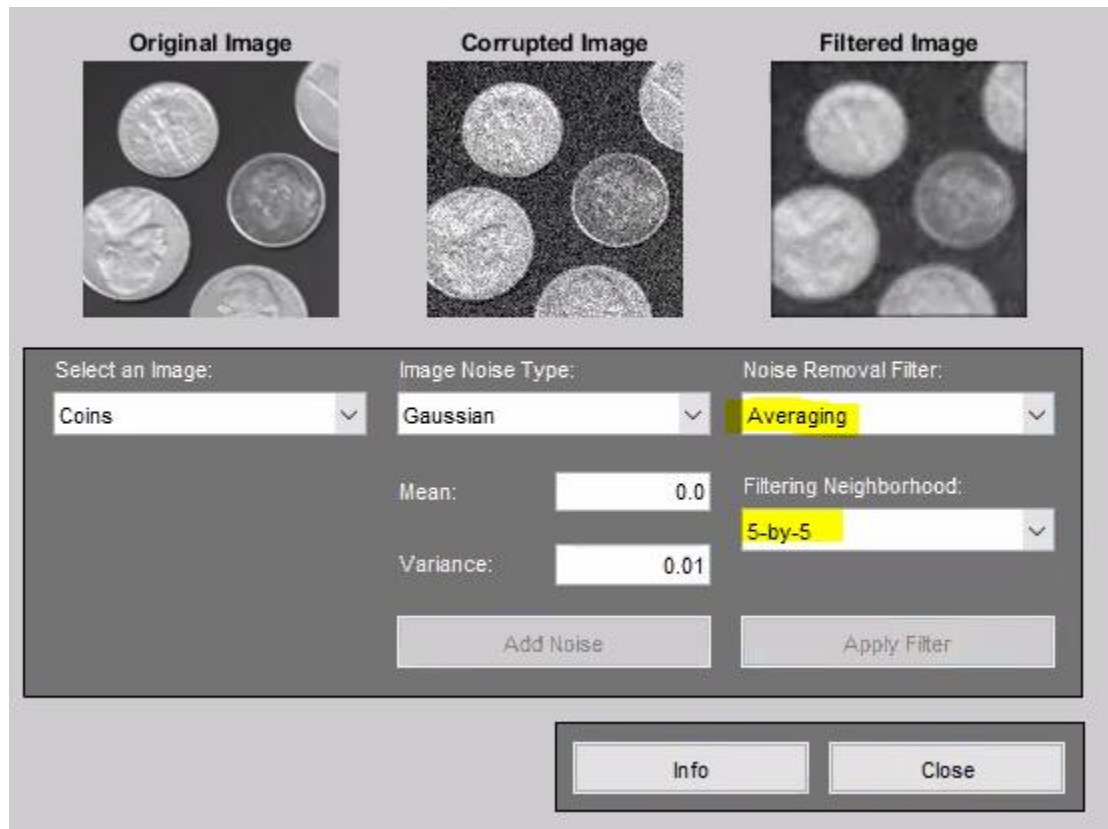 Original Image Corrupted Image Filtered Image
Select an Image: Image Noise Type: Noise Removal Filter:
Coins Gaussian Averaging
Mean: 0.0 Filtering Neighborhood:
5-by-5
Variance: 0.01
Add Noise Apply Filter
Info Close